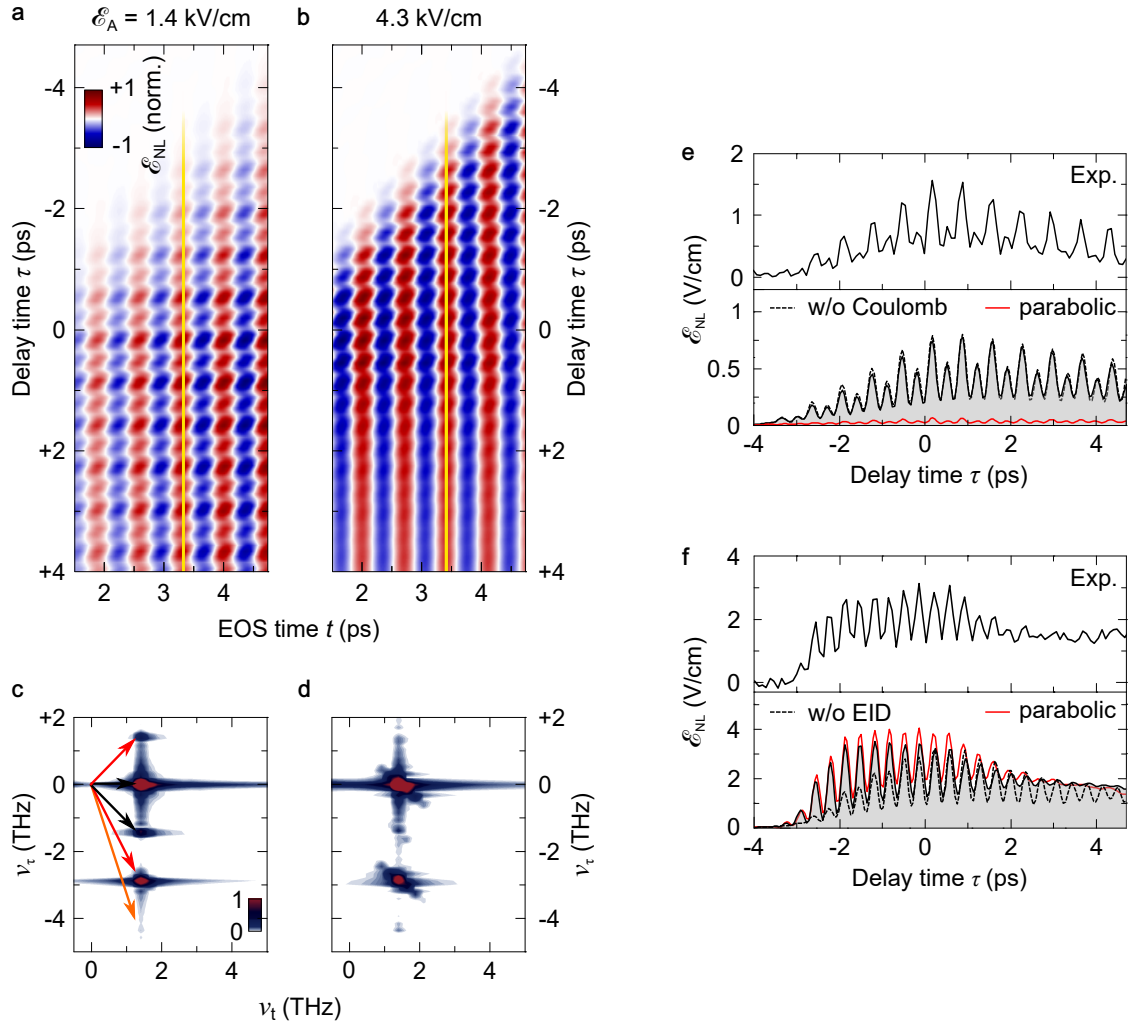 a
ℰA = 1.4 kV/cm
b
4.3 kV/cm
-4
-2
0
+2
+4
Delay time τ (ps)
+1
-1
ℰNL (norm.)
2
3
4
2
3
4
EOS time t (ps)
-4
-2
0
+2
+4
Delay time τ (ps)
c
d
+2
0
-2
-4
ντ (THz)
1
0
0
2
4
0
2
4
νt (THz)
+2
0
-2
-4
ντ (THz)
e
2
1
0
Exp.
ℰNL (V/cm)
1
0.5
0
w/o Coulomb
parabolic
-4
-2
0
2
4
Delay time τ (ps)
f
4
2
0
Exp.
ℰNL (V/cm)
4
2
0
w/o EID
parabolic
-4
-2
0
2
4
Delay time τ (ps)